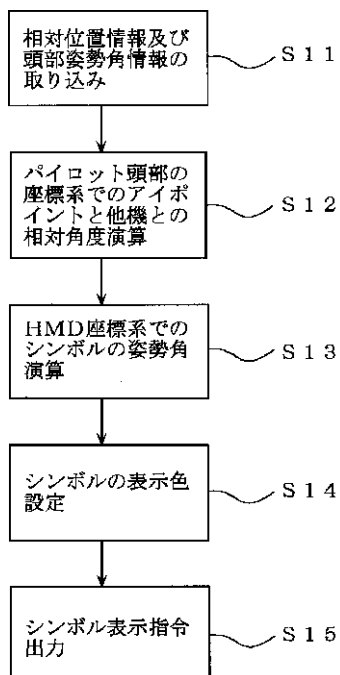 相対位置情報及び
頭部姿勢角情報の
取り込み
S11
パイロット頭部の
座標系でのアイポ
イントと他機との
相対角度演算
S12
HMD座標系での
シンボルの姿勢角
演算
S13
シンボルの表示色
設定
S14
シンボル表示指令
出力
S15